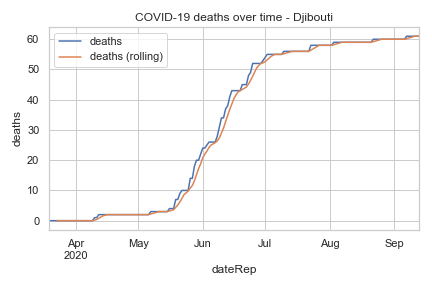 COVID-19 deaths over time - Djibouti
deaths
deaths (rolling)
60
50
40
30
20
10
0
deaths
Apr
2020
May
Jun
Jul
Aug
Sep
dateRep